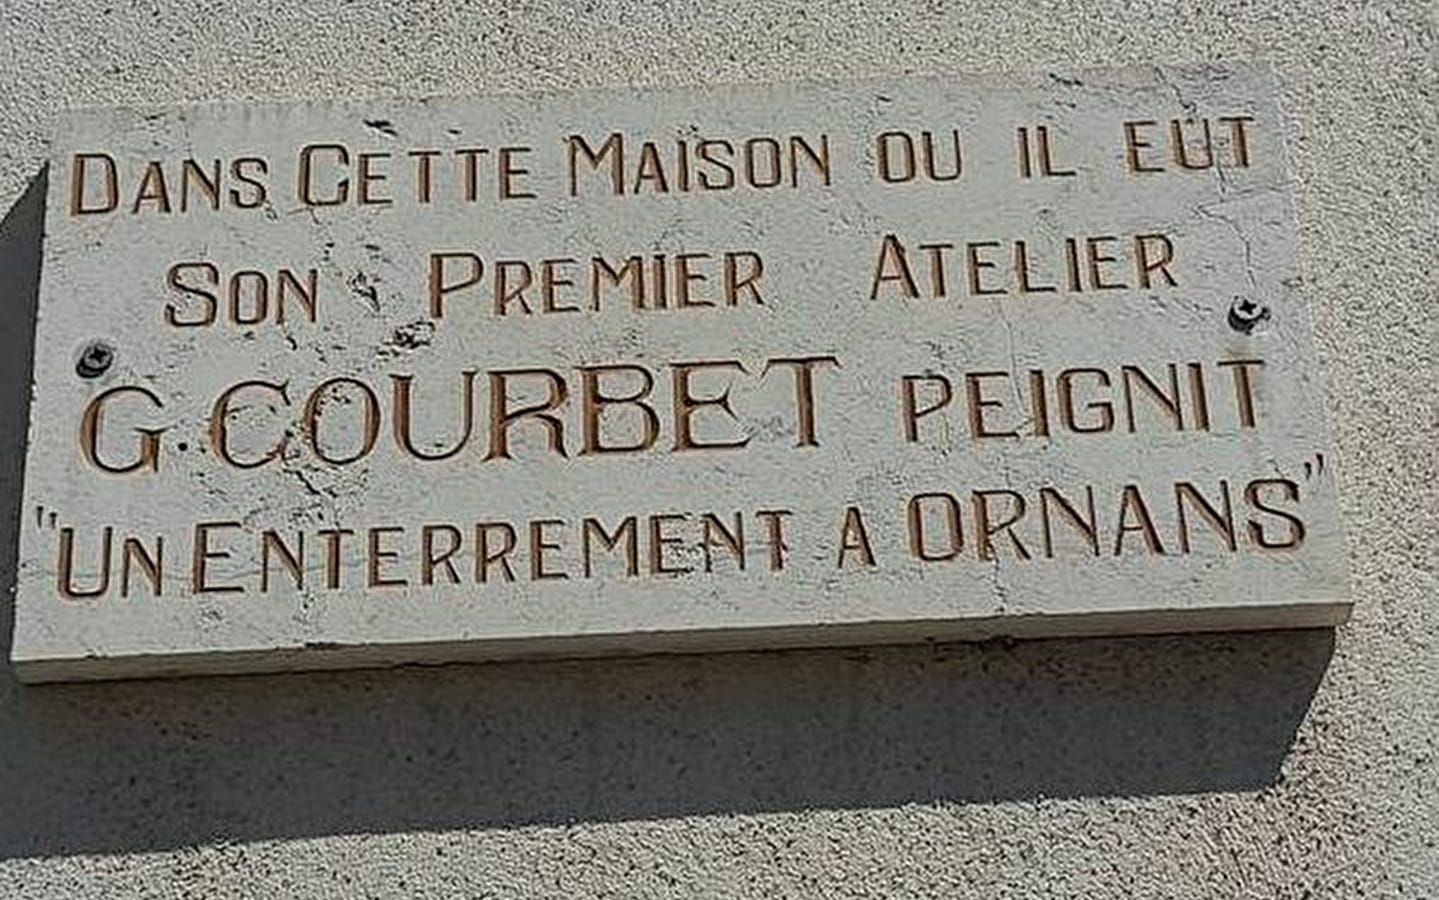 DANS CETTE MAISON OU IL EUT
SON PREMIER ATELIER
G.COURBET PEIGNIT
"UN ENTERREMENT A ORNANS"